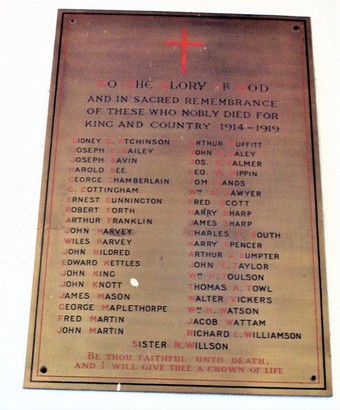 TO THE GLORY OF GOD
AND IN SACRED REMEMBRANCE
OF THESE WHO NOBLY DIED FOR
KING AND COUNTRY 1914-1919
SIDNEY HUTCHINSON
JOSEPH BAILEY
JOSEPH BAVIN
HAROLD BEE
GEORGE CHAMBERLAIN
G. COTTINGHAM
ERNEST CUNNINGTON
ROBERT FORTH
ARTHUR FRANKLIN
JOHN HARVEY
WILES HARVEY
JOHN HILDRED
EDWARD KETTLES
JOHN KING
JOHN KNOTT
JAMES MASON
GEORGE MAPLETHORPE
FRED MARTIN
JOHN MARTIN
ARTHUR
JOHN
JOS.
GEO.
TOM SANDS
WM SAWYER
FRED SCOTT
HARRY SHARP
JAMES SHARP
CHARLES SOUTH
HARRY SPENCER
ARTHUR J. SUMPTER
JOHN TAYLOR
WM TOULSON
THOMAS A. TOWL
WALTER VICKERS
WM H. WATSON
JACOB WATTAM
RICHARD L. WILLIAMSON
SISTER N. WILLSON
BE THOU FAITHFUL UNTO DEATH,
AND I WILL GIVE THEE A CROWN OF LIFE